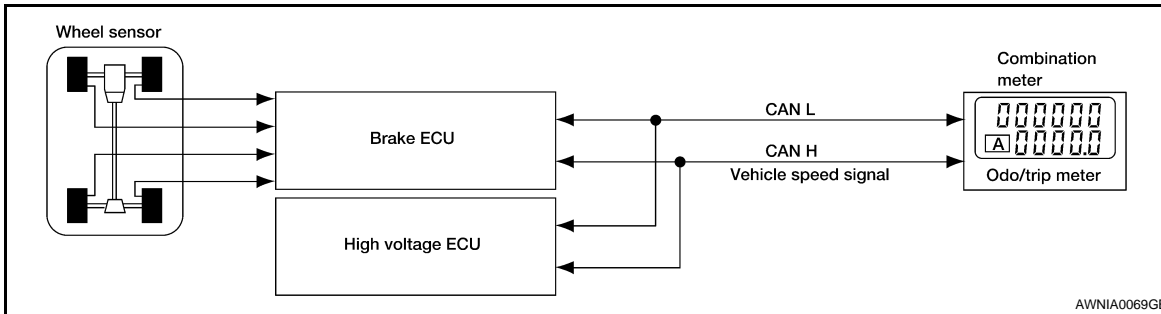 Wheel sensor
Brake ECU
High voltage ECU
CAN L
CAN H
Vehicle speed signal
Combination
meter
000000
A 0000.0
Odo/trip meter